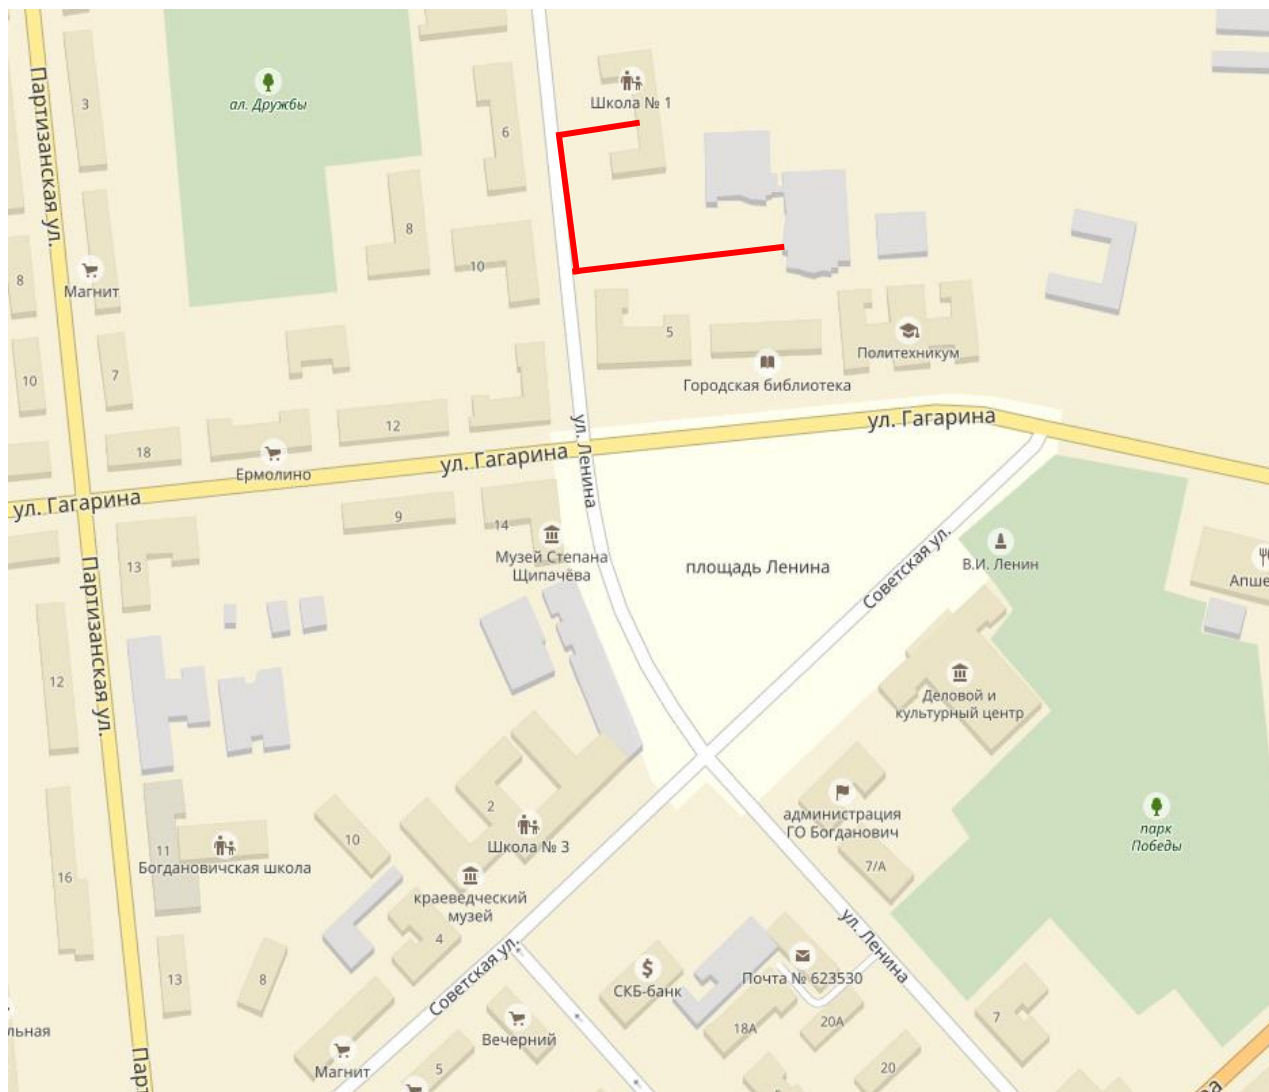 3
ал. Дружбы
Школа № 1
6
Партизанская ул.
8
10
8
Магнит
5
Политехникум
7
10
Городская библиотека
ул. Гагарина
12
ул. Ленина
18
Ермолино
ул. Гагарина
ул. Гагарина
9
14
Музей Степана
Щипачёва
13
площадь Ленина
Советская ул.
В.И. Ленин
Апше
Партизанская ул.
12
Деловой и
культурный центр
2
администрация
ГО Богданович
парк
Победы
10
Школа № 3
11
Богдановичская школа
7/А
16
краеведческий
музей
4
ул. Ленина
Советская ул.
13
8
СКБ-банк
Почта № 623530
7
льная
Вечерний
18А
20А
Магнит
5
20
Парт